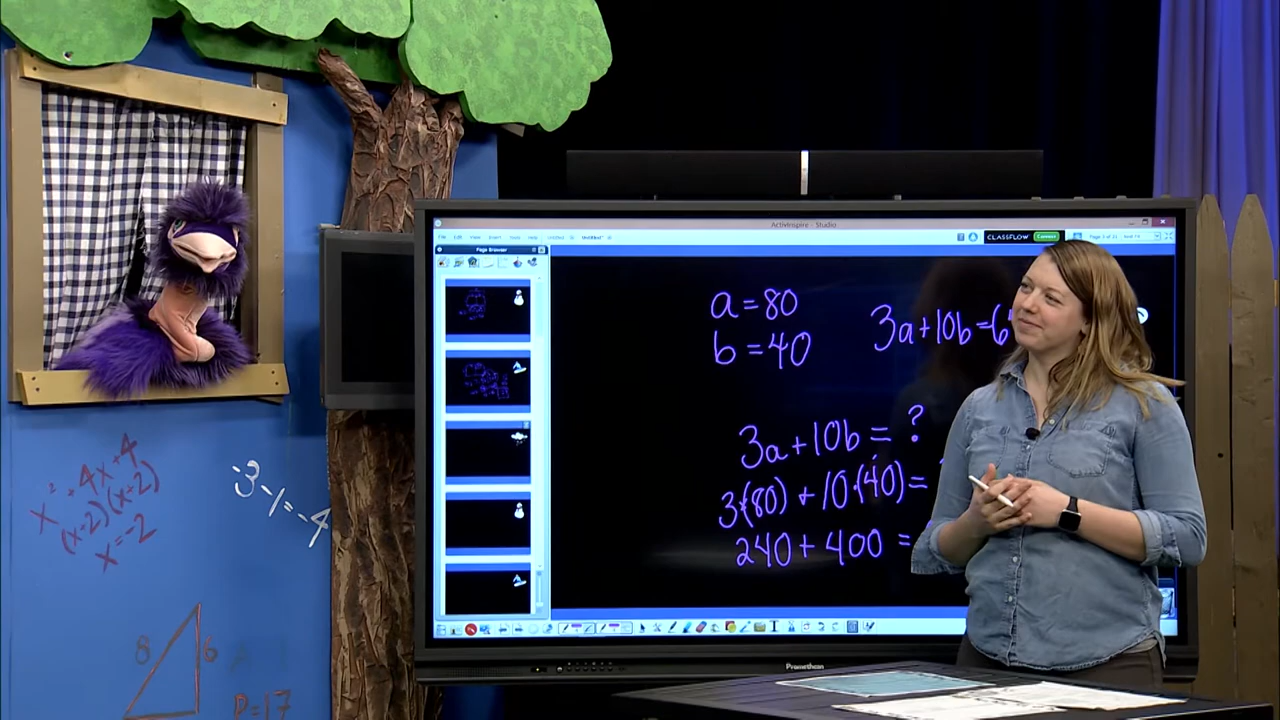 ActivInspire - Studio
Page Browser
CLASSFLOW Connect
a = 80
b = 40
3a + 10b = 6
3a + 10b = ?
3(80) + 10·(40) =
240 + 400 =
Promethean
x² + 4x + 4
(x+2)(x+2)
x = -2
-3 - 1 = -4
8
6
P = 17